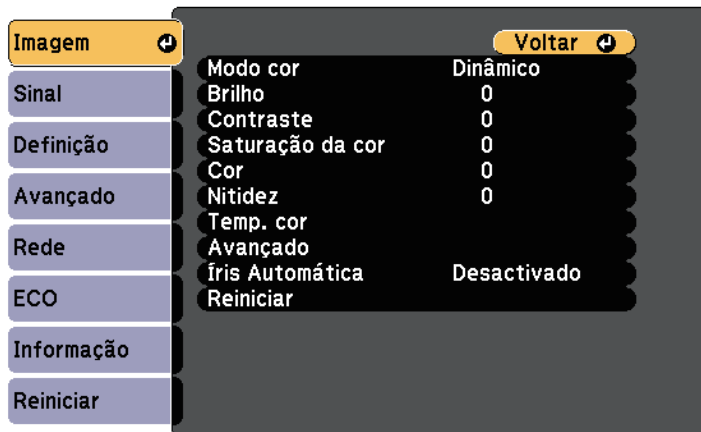 Imagem
Sinal
Definição
Avançado
Rede
ECO
Informação
Reiniciar
Voltar
Modo cor Dinâmico
Brilho 0
Contraste 0
Saturação da cor 0
Cor 0
Nitidez 0
Temp. cor
Avançado
Íris Automática Desactivado
Reiniciar